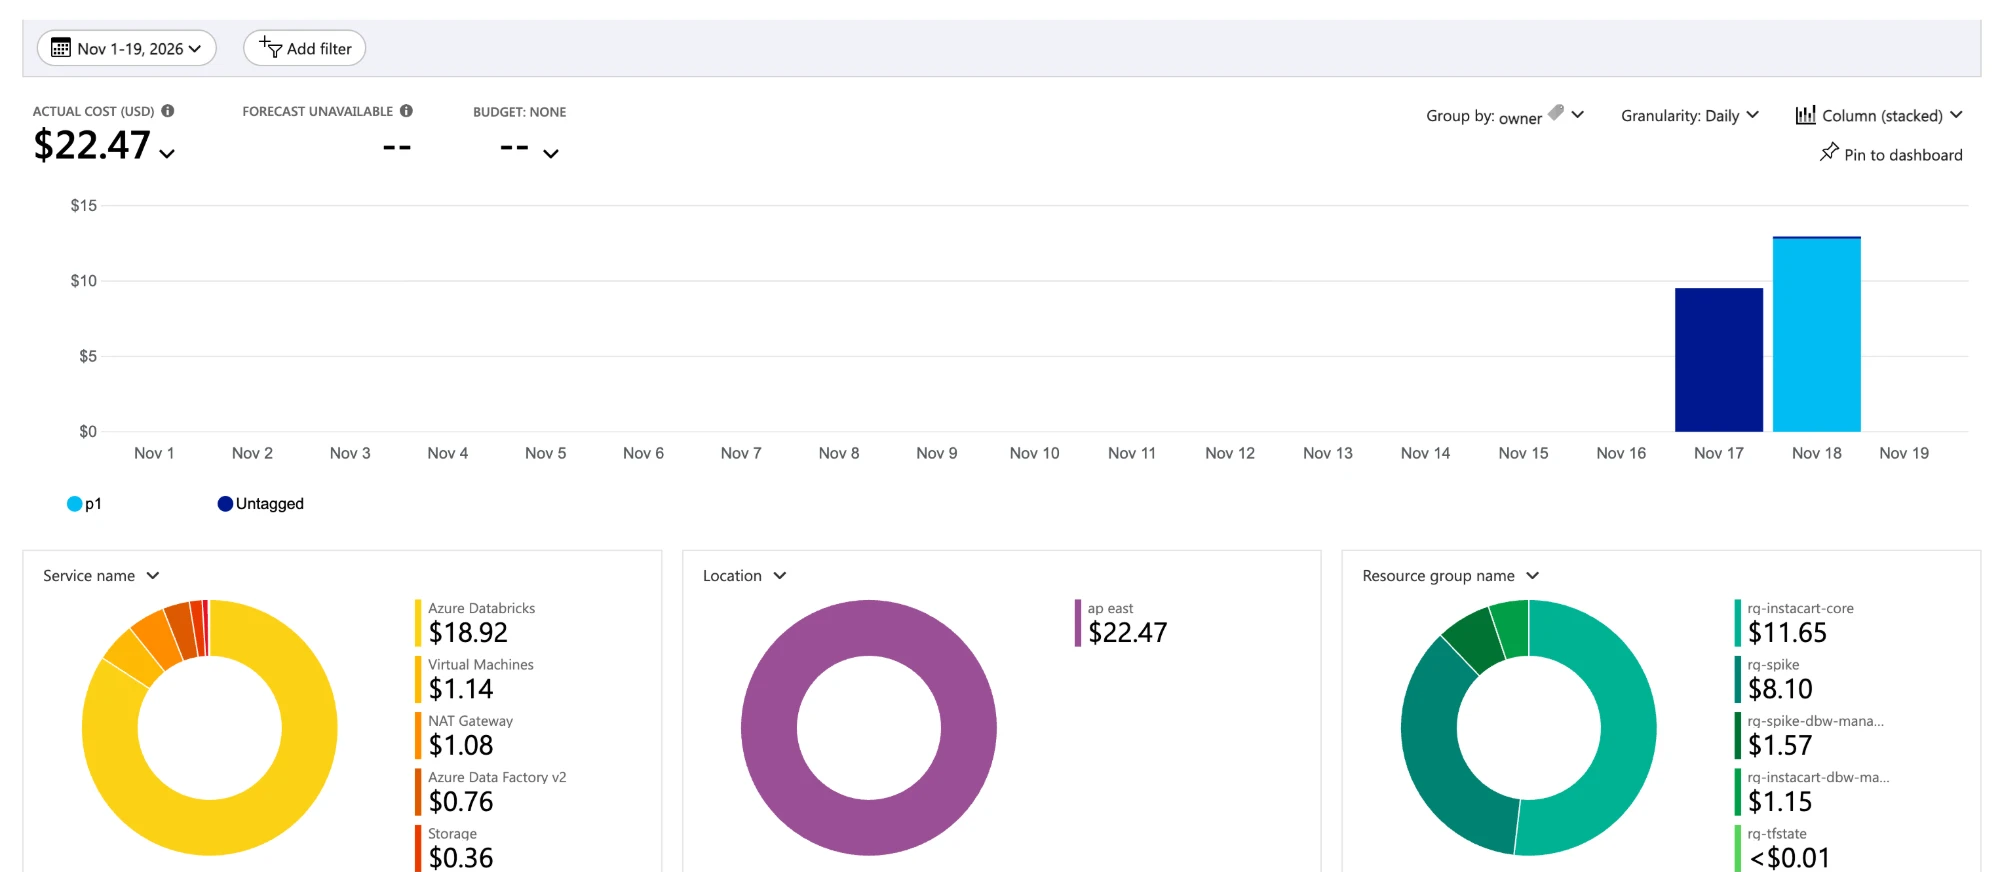 Nov 1-19, 2026
Add filter
ACTUAL COST (USD)
FORECAST UNAVAILABLE
BUDGET: NONE
$22.47
--
--
Group by: owner
Granularity: Daily
Column (stacked)
Pin to dashboard
$15
$10
$5
$0
Nov 1
Nov 2
Nov 3
Nov 4
Nov 5
Nov 6
Nov 7
Nov 8
Nov 9
Nov 10
Nov 11
Nov 12
Nov 13
Nov 14
Nov 15
Nov 16
Nov 17
Nov 18
Nov 19
p1
Untagged
Service name
Azure Databricks
$18.92
Virtual Machines
$1.14
NAT Gateway
$1.08
Azure Data Factory v2
$0.76
Storage
$0.36
Location
ap east
$22.47
Resource group name
rg-instacart-core
$11.65
rg-spike
$8.10
rg-spike-dbw-mana...
$1.57
rg-instacart-dbw-ma...
$1.15
rg-tfstate
<$0.01